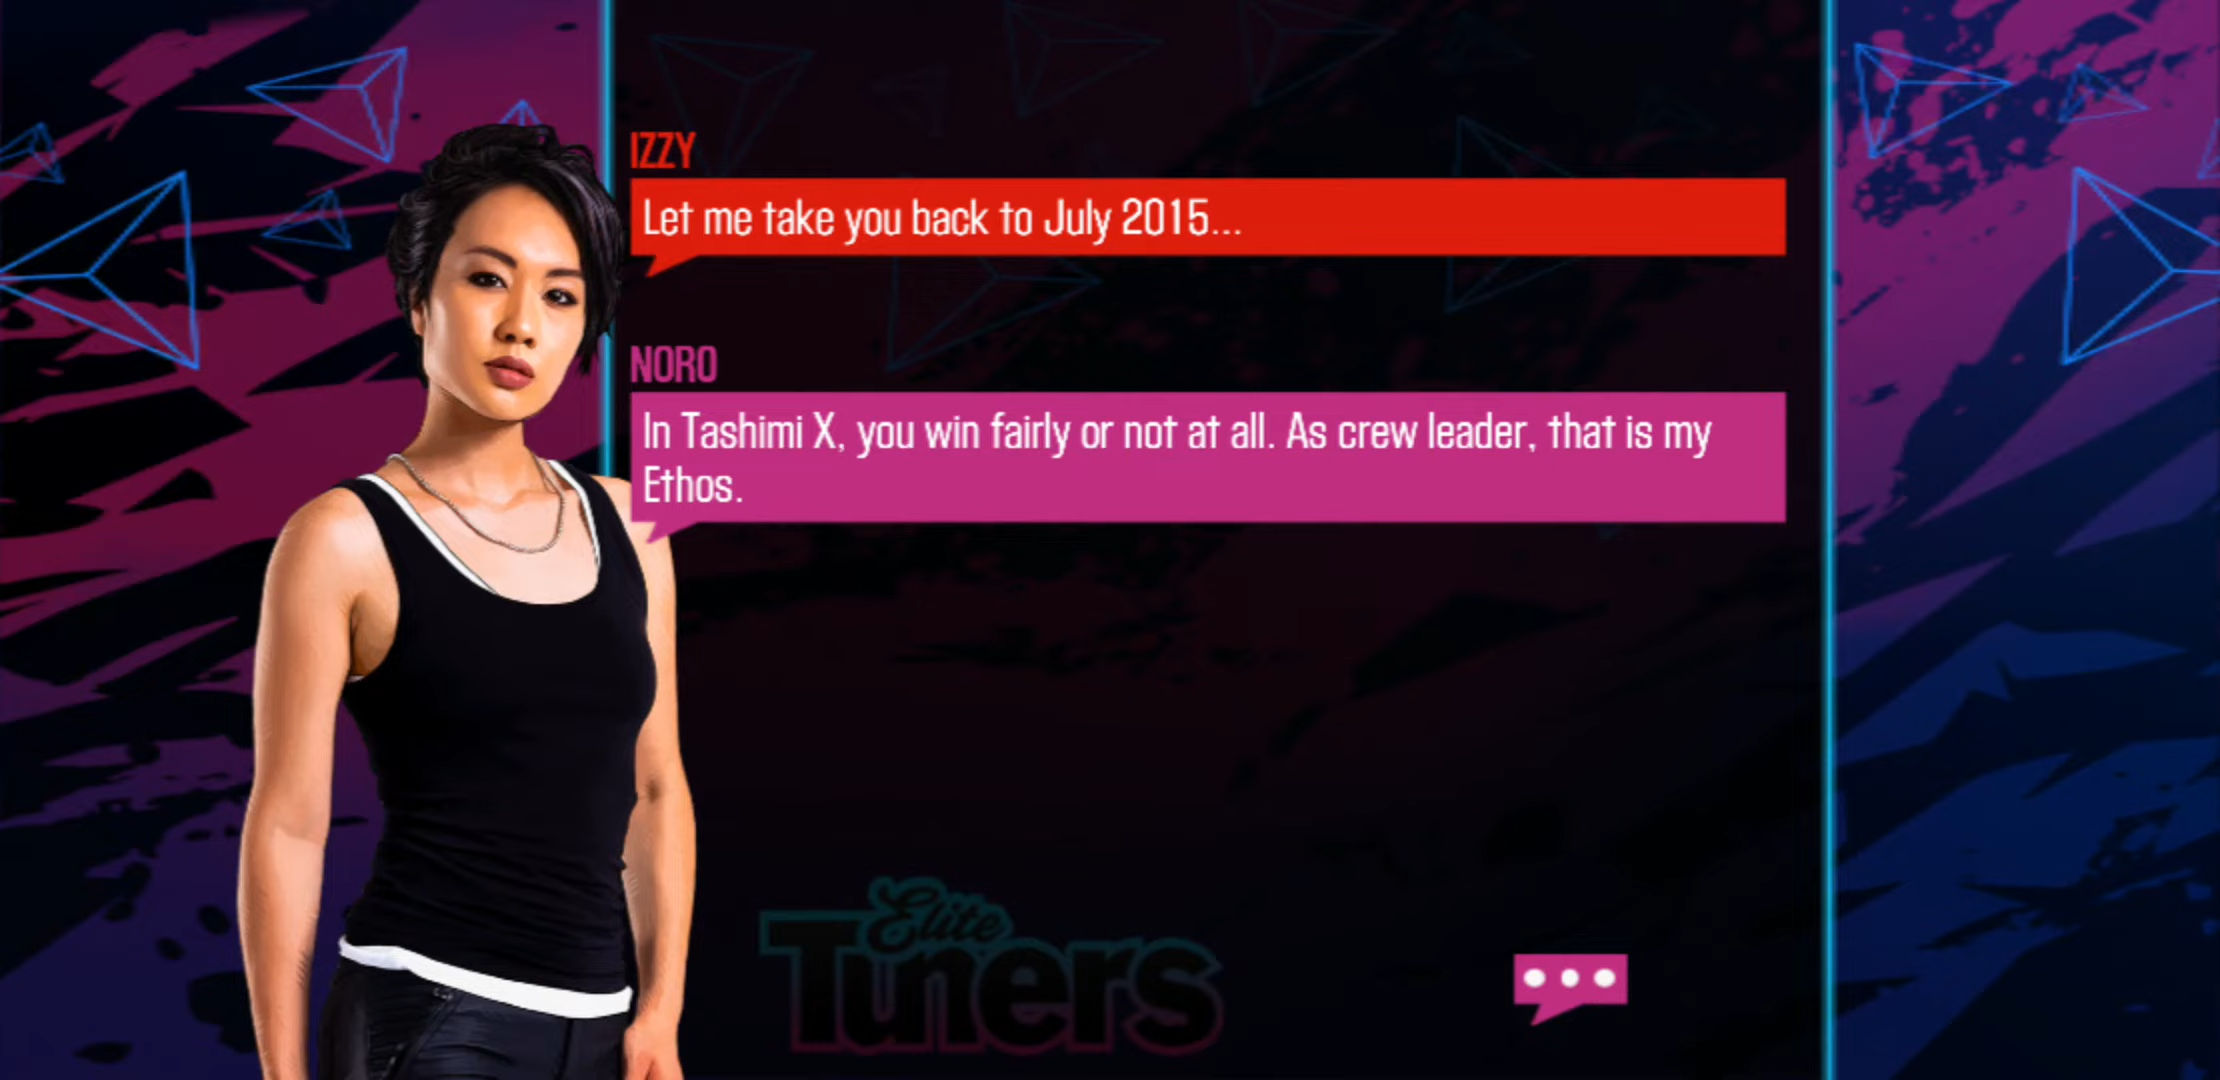 IZZY
Let me take you back to July 2015...
NORO
In Tashimi X, you win fairly or not at all. As crew leader, that is my
Ethos.
Elite
Tuners